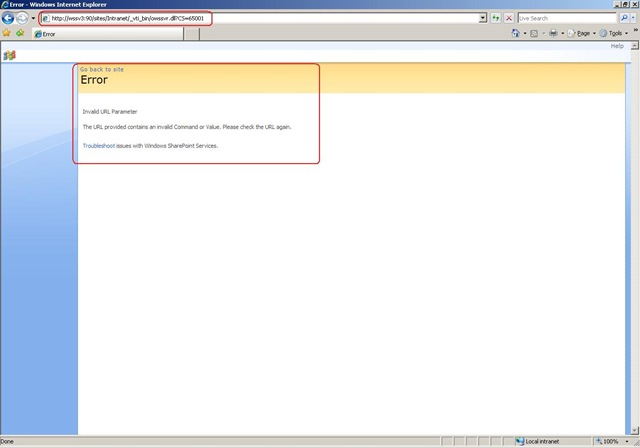 Error - Windows Internet Explorer
http://wssv3:90/sites/Intranet/_vti_bin/owssvr.dll?CS=65001
Live Search
Error
Page
Tools
Help
Go back to site
Error
Invalid URL Parameter
The URL provided contains an invalid Command or Value. Please check the URL again.
Troubleshoot issues with Windows SharePoint Services.
Done
Local intranet
100%